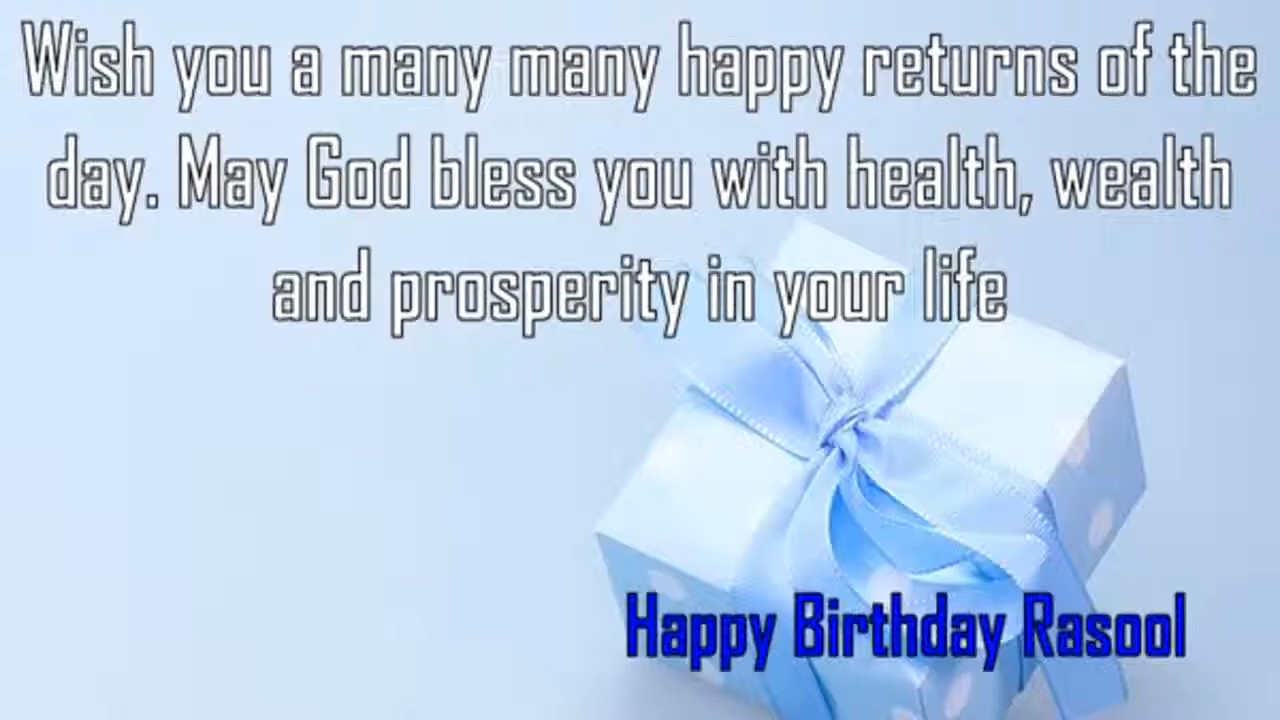 Wish you a many many happy returns of the
day. May God bless you with health, wealth
and prosperity in your life
Happy Birthday Rasool